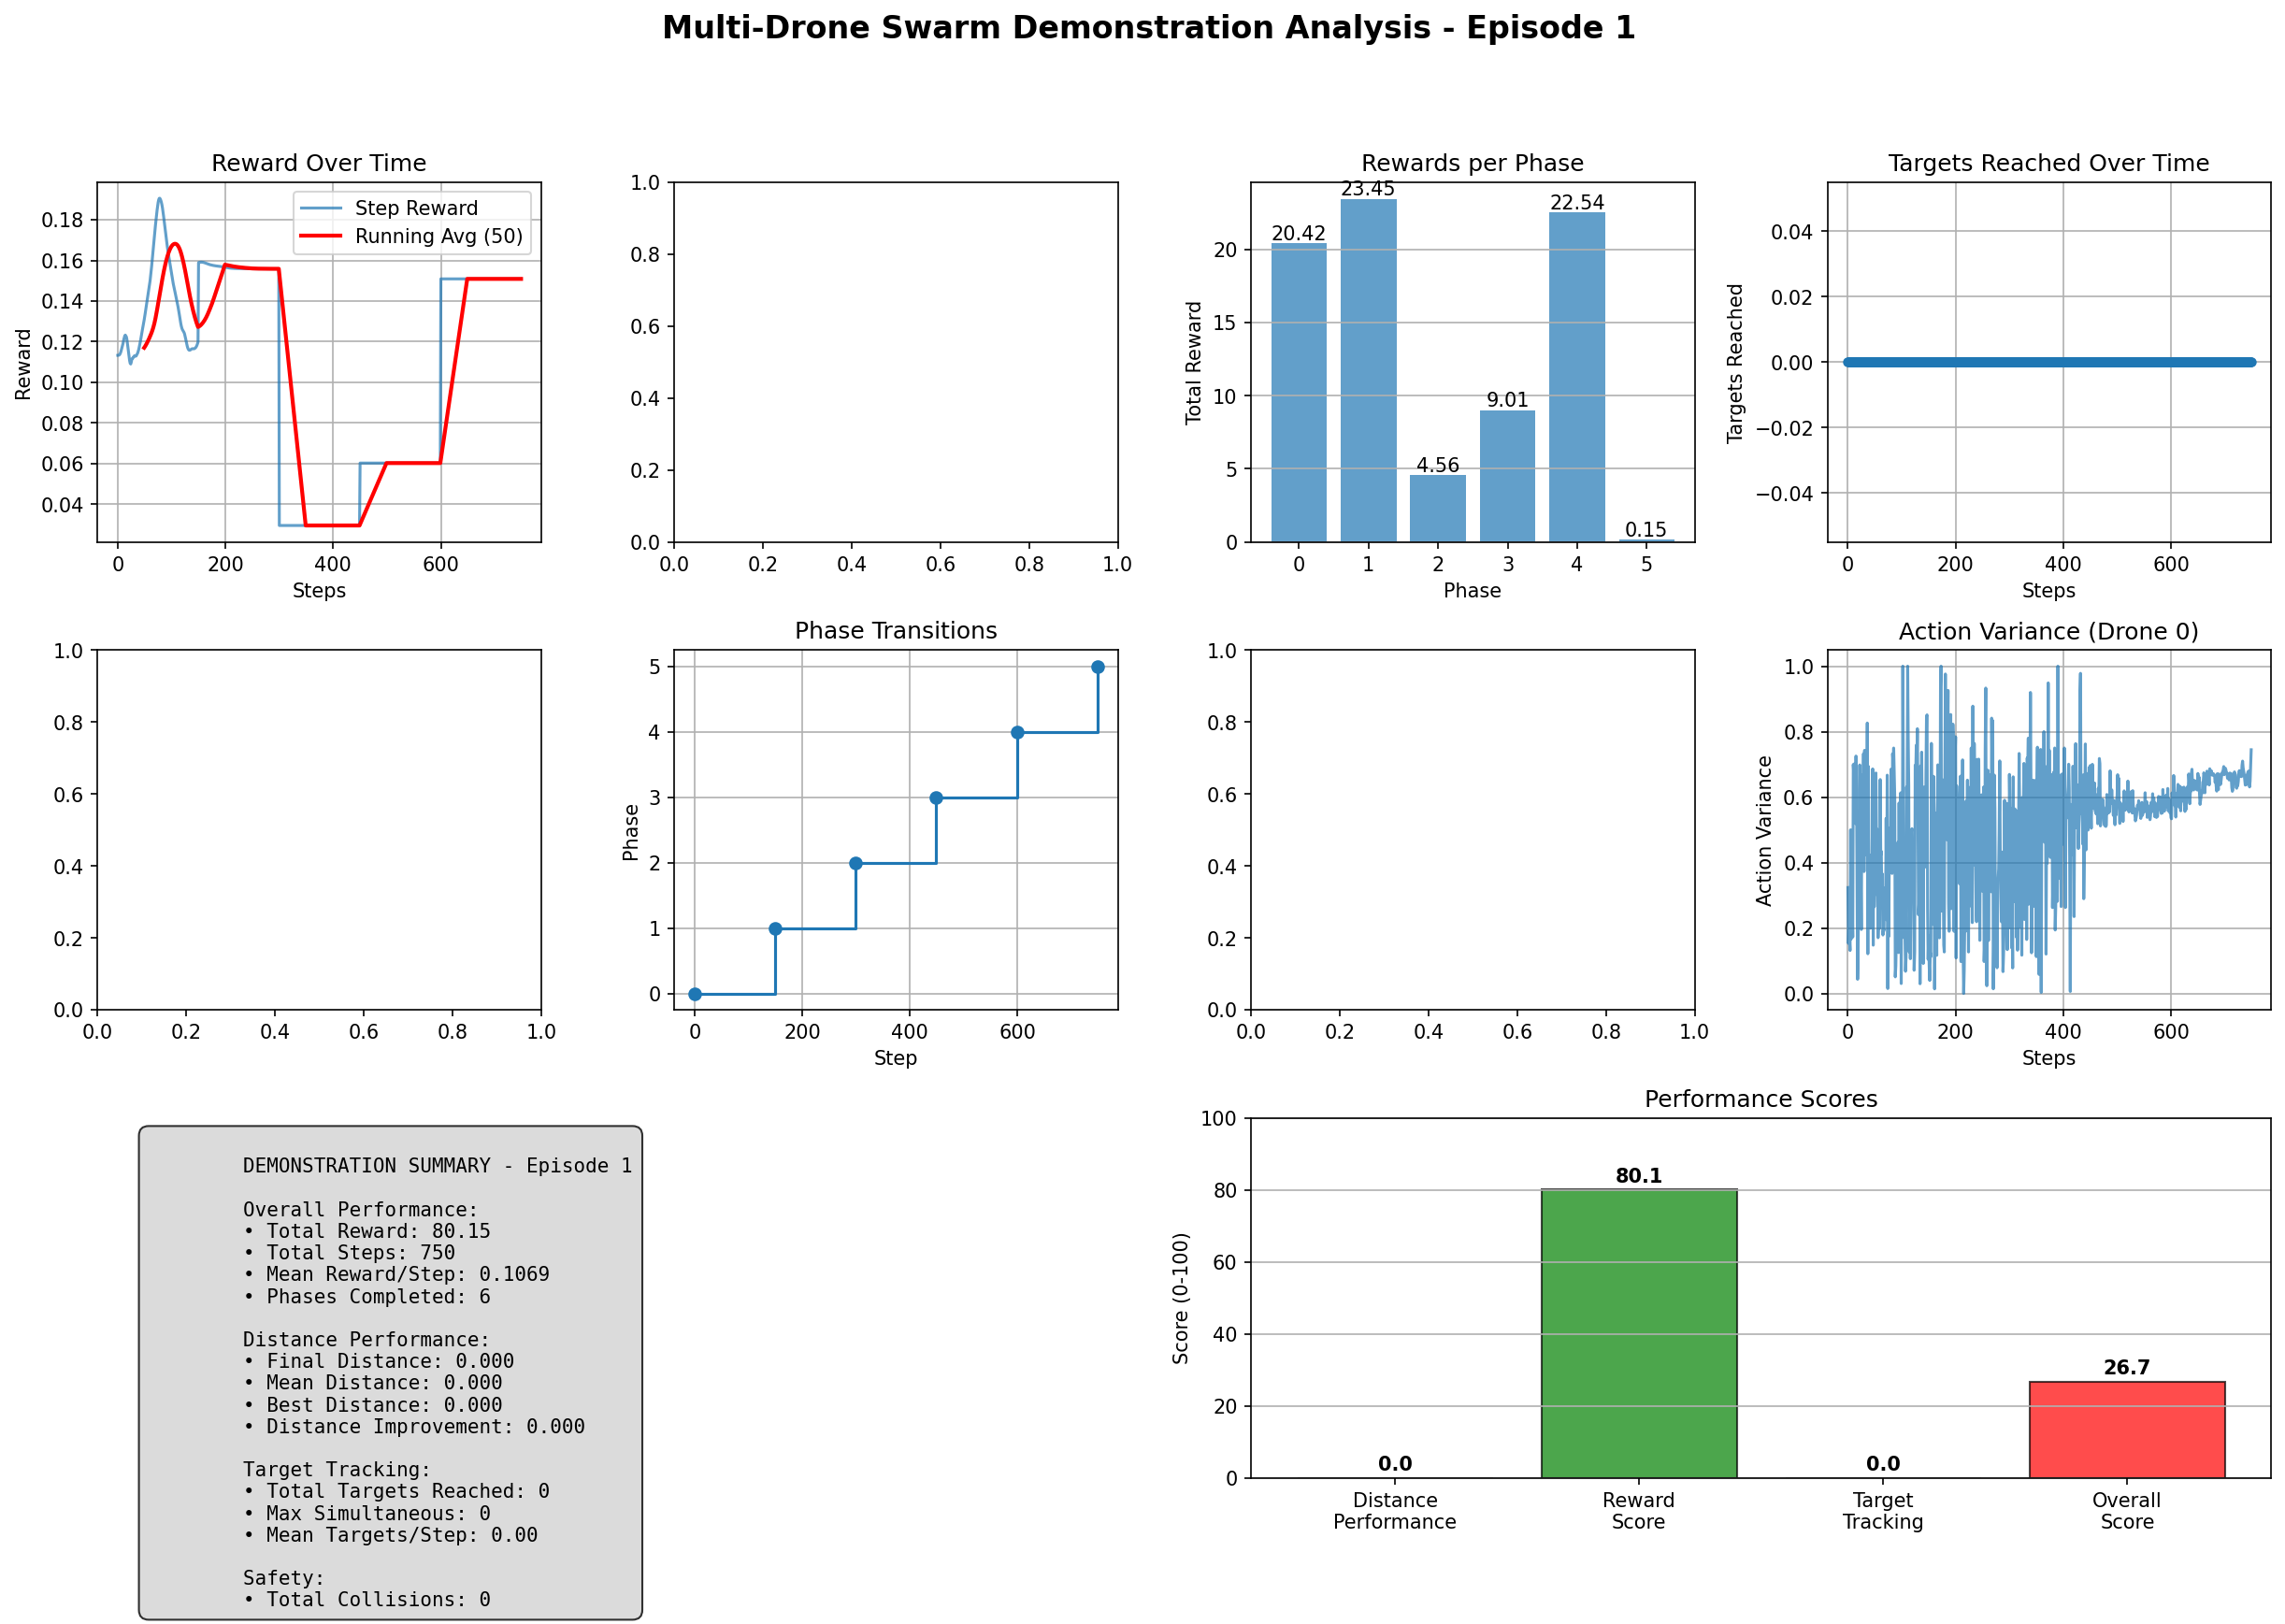 Multi-Drone Swarm Demonstration Analysis - Episode 1
Reward Over Time
Step Reward
Running Avg (50)
0.18
0.16
0.14
0.12
0.10
0.08
0.06
0.04
Reward
0
200
400
600
Steps
1.0
0.8
0.6
0.4
0.2
0.0
0.0
0.2
0.4
0.6
0.8
1.0
Rewards per Phase
20.42
23.45
4.56
9.01
22.54
0.15
20
15
10
5
0
Total Reward
0
1
2
3
4
5
Phase
Targets Reached Over Time
0.04
0.02
0.00
−0.02
−0.04
Targets Reached
0
200
400
600
Steps
1.0
0.8
0.6
0.4
0.2
0.0
0.0
0.2
0.4
0.6
0.8
1.0
Phase Transitions
5
4
3
2
1
0
Phase
0
200
400
600
Step
1.0
0.8
0.6
0.4
0.2
0.0
0.0
0.2
0.4
0.6
0.8
1.0
Action Variance (Drone 0)
1.0
0.8
0.6
0.4
0.2
0.0
Action Variance
0
200
400
600
Steps
DEMONSTRATION SUMMARY - Episode 1
Overall Performance:
• Total Reward: 80.15
• Total Steps: 750
• Mean Reward/Step: 0.1069
• Phases Completed: 6
Distance Performance:
• Final Distance: 0.000
• Mean Distance: 0.000
• Best Distance: 0.000
• Distance Improvement: 0.000
Target Tracking:
• Total Targets Reached: 0
• Max Simultaneous: 0
• Mean Targets/Step: 0.00
Safety:
• Total Collisions: 0
Performance Scores
100
80
60
40
20
0
Score (0-100)
0.0
80.1
0.0
26.7
Distance
Performance
Reward
Score
Target
Tracking
Overall
Score